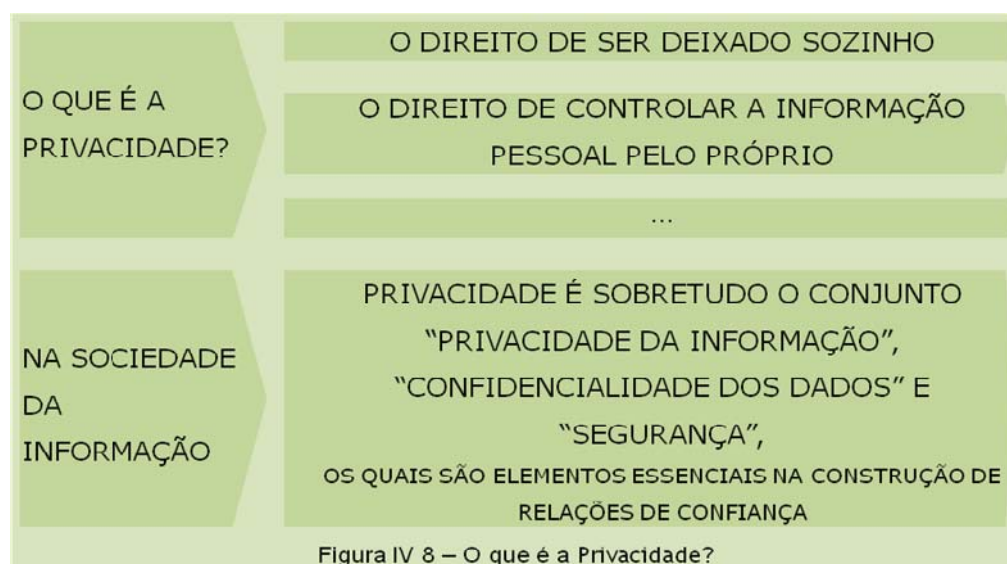 O QUE É A
PRIVACIDADE?
O DIREITO DE SER DEIXADO SOZINHO
O DIREITO DE CONTROLAR A INFORMAÇÃO
PESSOAL PELO PRÓPRIO
...
NA SOCIEDADE
DA
INFORMAÇÃO
PRIVACIDADE É SOBRETUDO O CONJUNTO
“PRIVACIDADE DA INFORMAÇÃO”,
“CONFIDENCIALIDADE DOS DADOS” E
“SEGURANÇA”,
OS QUAIS SÃO ELEMENTOS ESSENCIAIS NA CONSTRUÇÃO DE
RELAÇÕES DE CONFIANÇA
Figura IV 8 – O que é a Privacidade?